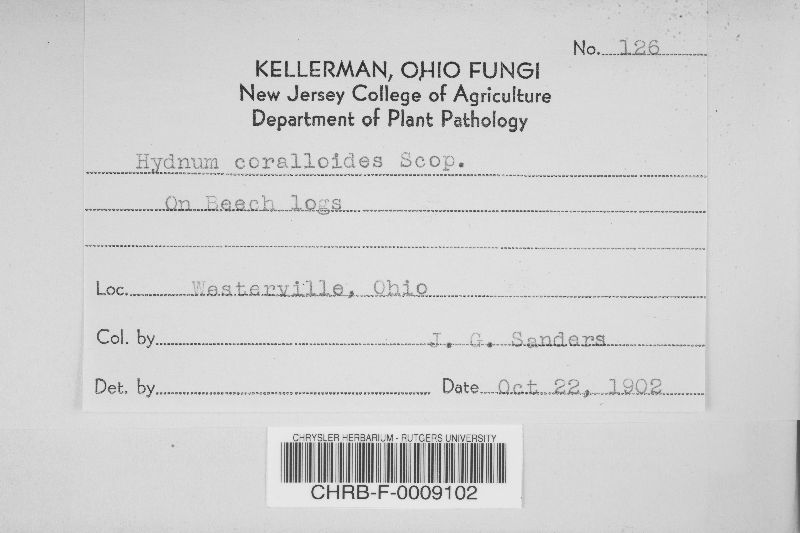 No. 126
KELLERMAN, OHIO FUNGI
New Jersey College of Agriculture
Department of Plant Pathology
Hydnum coralloides Scop.
On Beech logs
Loc. Westerville, Ohio
Col. by J. G. Sanders
Det. by Date Oct 22, 1902
CHRYSLER HERBARIUM - RUTGERS UNIVERSITY
CHRB-F-0009102